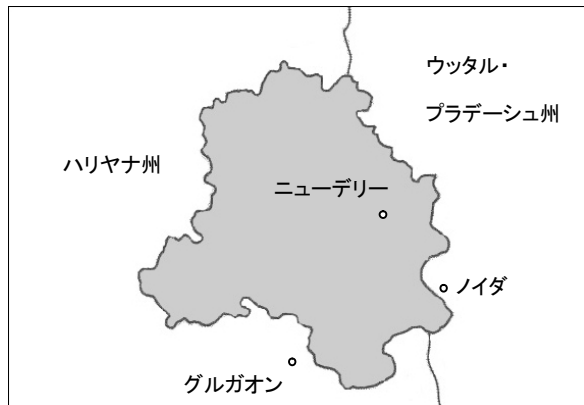 ウッタル・
プラデーシュ州
ハリヤナ州
ニューデリー
ノイダ
グルガオン